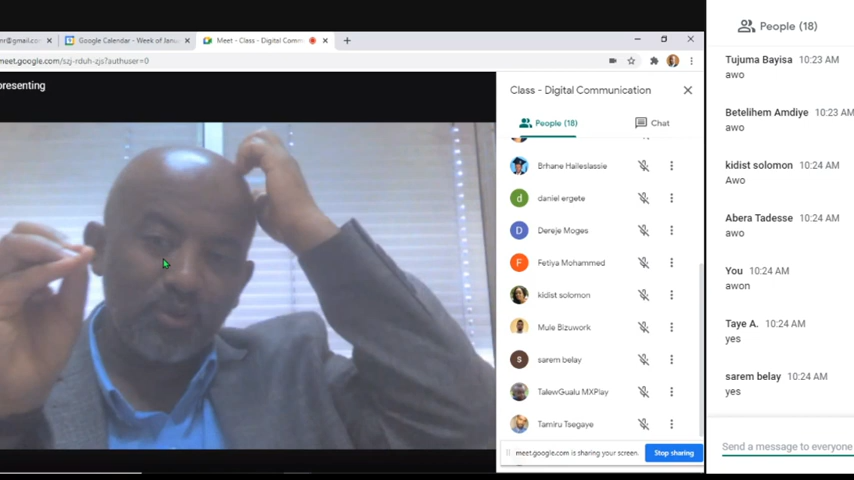 Google Calendar - Week of Janu
Meet - Class - Digital Comm
meet.google.com/szj-rduh-zjs?authuser=0
presenting
Class - Digital Communication
People (18)
Chat
Brhane Haileslassie
daniel ergete
Dereje Moges
Fetiya Mohammed
kidist solomon
Mule Bizuwork
sarem belay
TalewGualu MXPlay
Tamiru Tsegaye
meet.google.com is sharing your screen.
Stop sharing
People (18)
Tujuma Bayisa 10:23 AM
awo
Betelihem Amdiye 10:23 AM
awo
kidist solomon 10:24 AM
Awo
Abera Tadesse 10:24 AM
awo
You 10:24 AM
awon
Taye A. 10:24 AM
yes
sarem belay 10:24 AM
yes
Send a message to everyone